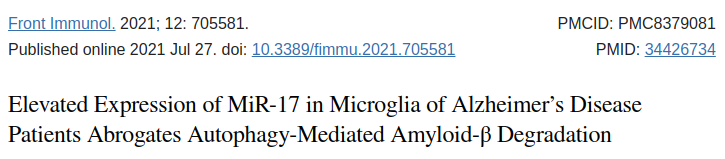 Front Immunol. 2021; 12: 705581. PMCID: PMC8379081
Published online 2021 Jul 27. doi: 10.3389/fimmu.2021.705581 PMID: 34426734
Elevated Expression of MiR-17 in Microglia of Alzheimer’s Disease
Patients Abrogates Autophagy-Mediated Amyloid-β Degradation